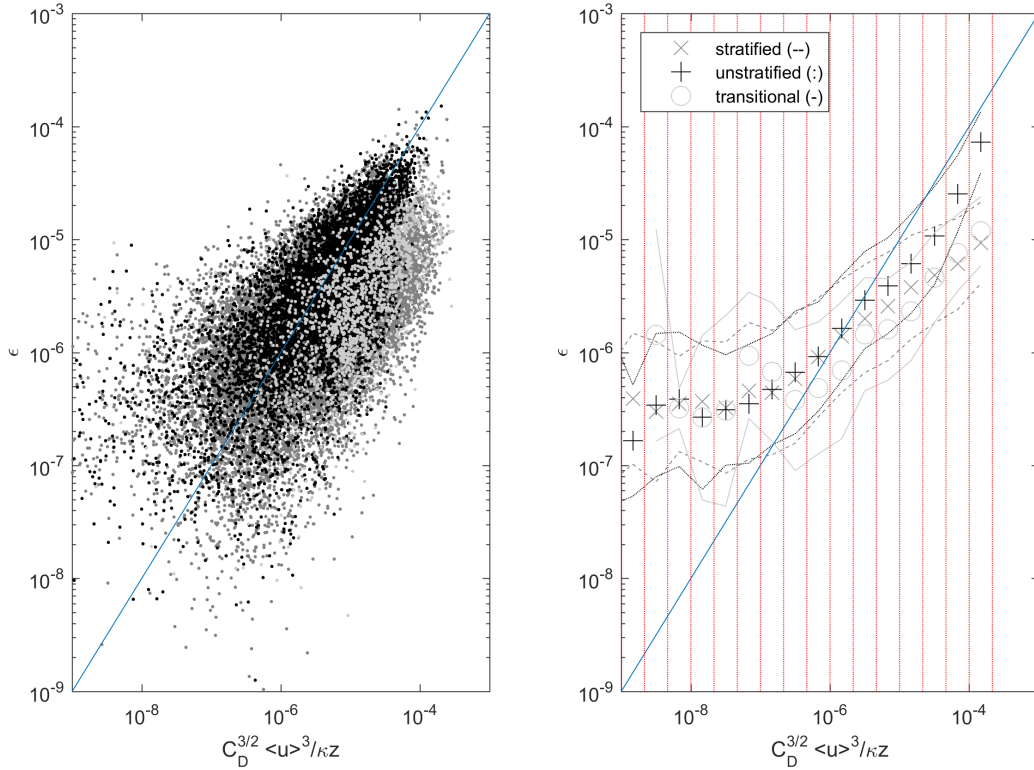 10^-3
10^-4
10^-5
10^-6
10^-7
10^-8
10^-9
ϵ
10^-8
10^-6
10^-4
C_D^3/2 <u>^3/κz
10^-3
10^-4
10^-5
10^-6
10^-7
10^-8
10^-9
ϵ
stratified (--)
unstratified (:)
transitional (-)
10^-8
10^-6
10^-4
C_D^3/2 <u>^3/κz